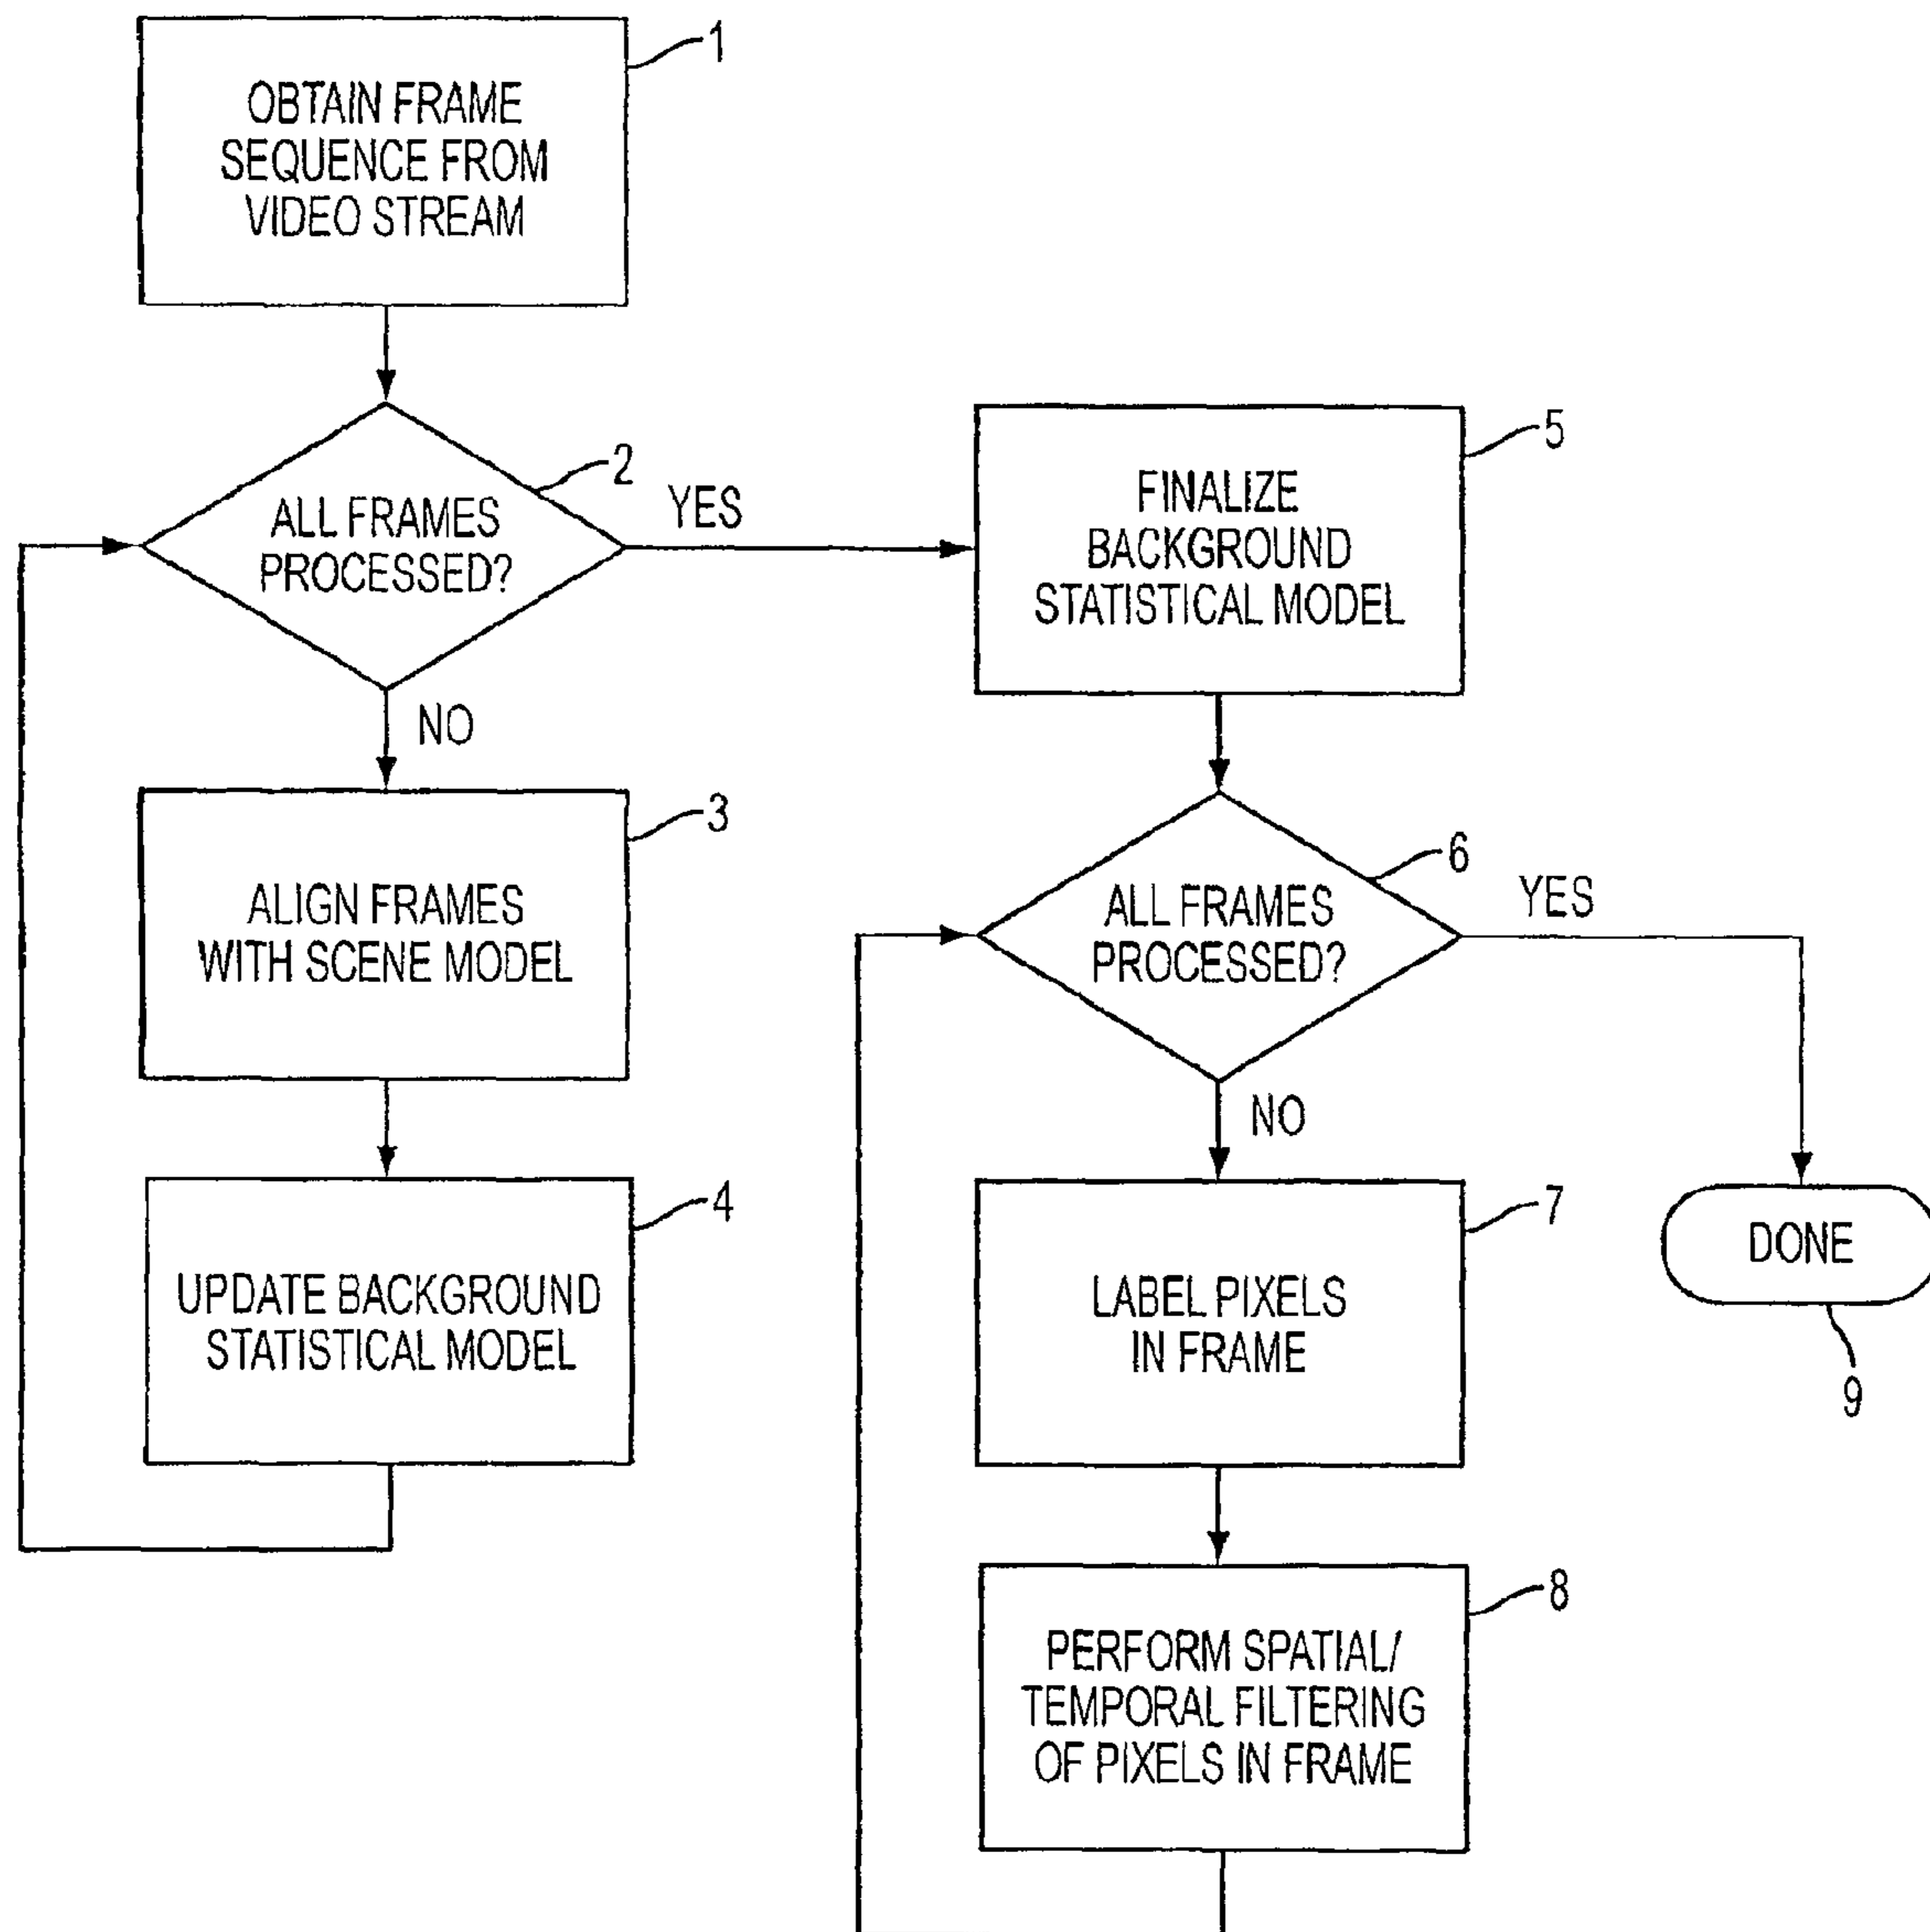 1
OBTAIN FRAME
SEQUENCE FROM
VIDEO STREAM
2
ALL FRAMES
PROCESSED?
YES
NO
3
ALIGN FRAMES
WITH SCENE MODEL
4
UPDATE BACKGROUND
STATISTICAL MODEL
5
FINALIZE
BACKGROUND
STATISTICAL MODEL
6
ALL FRAMES
PROCESSED?
YES
NO
7
LABEL PIXELS
IN FRAME
8
PERFORM SPATIAL/
TEMPORAL FILTERING
OF PIXELS IN FRAME
DONE
9